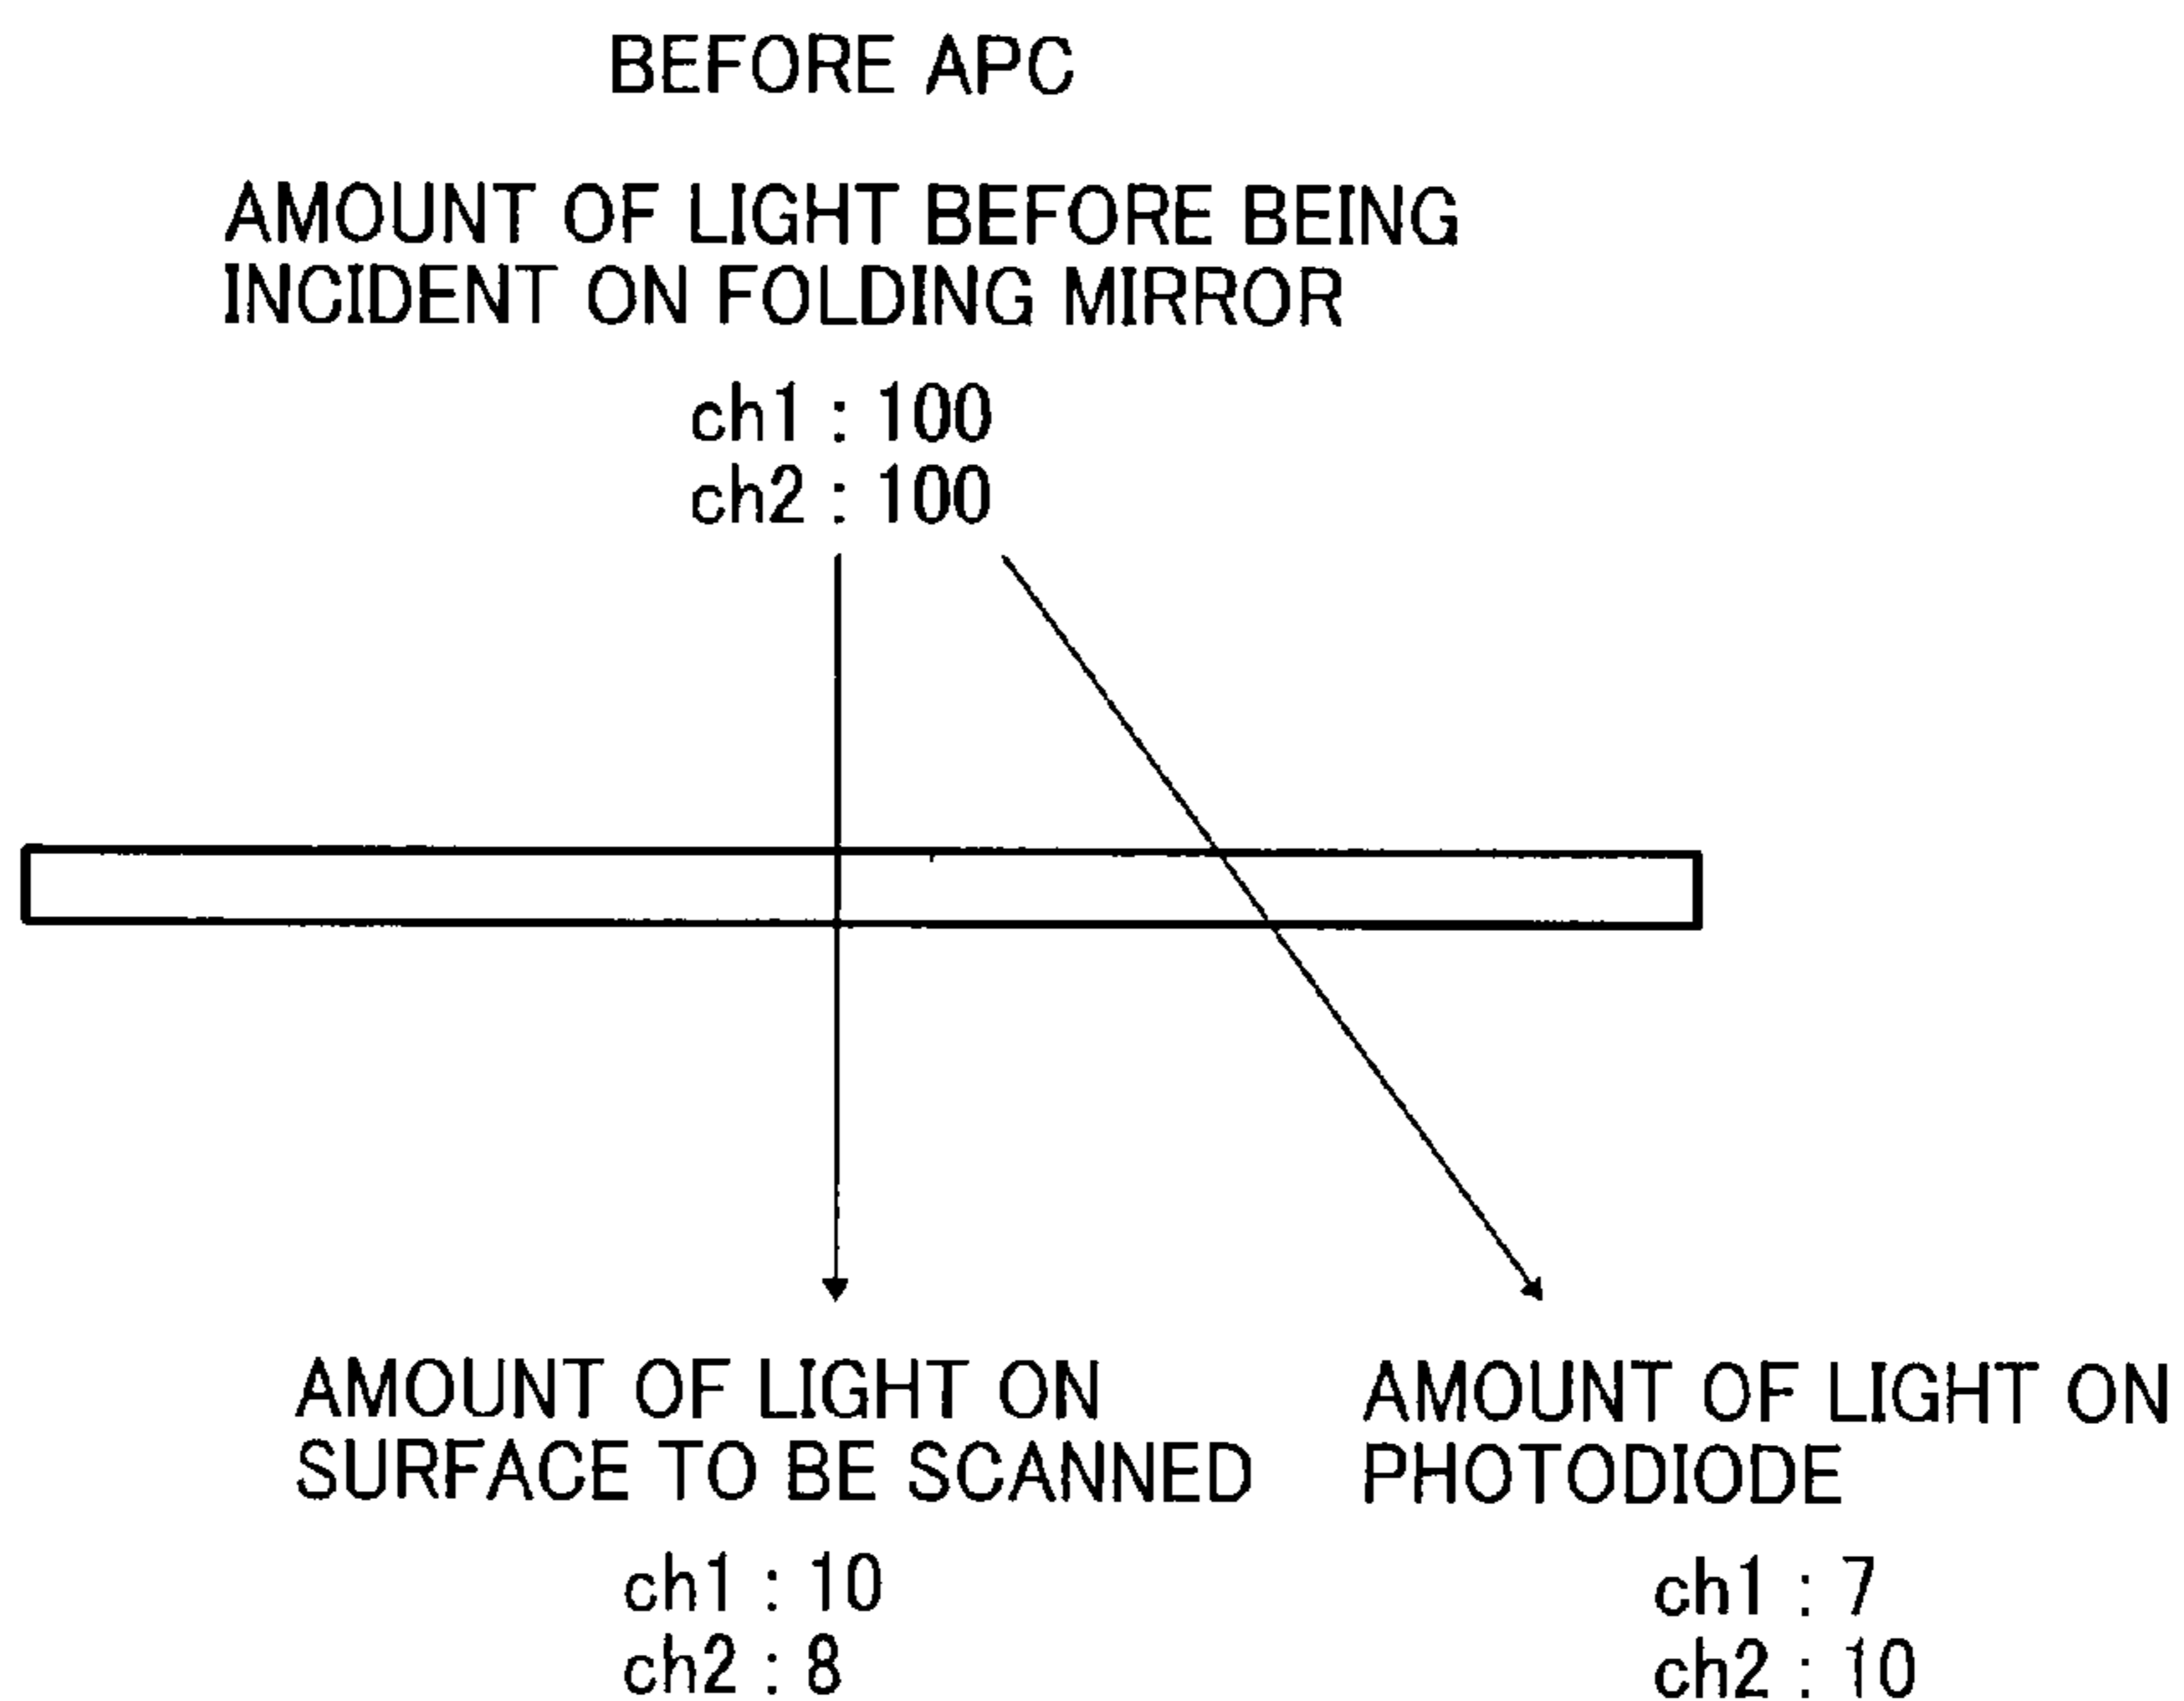 BEFORE APC
AMOUNT OF LIGHT BEFORE BEING
INCIDENT ON FOLDING MIRROR
ch1 : 100
ch2 : 100
AMOUNT OF LIGHT ON
SURFACE TO BE SCANNED
ch1 : 10
ch2 : 8
AMOUNT OF LIGHT ON
PHOTODIODE
ch1 : 7
ch2 : 10